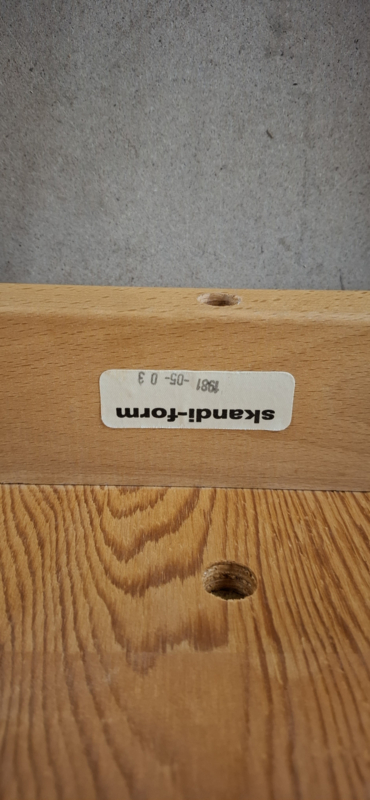 skandi-form
1981 -05- 0 3